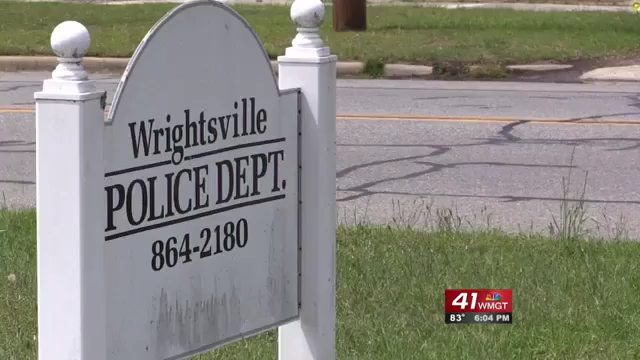 Wrightsville
POLICE DEPT.
864-2180
41 WMGT
83° 6:04 PM